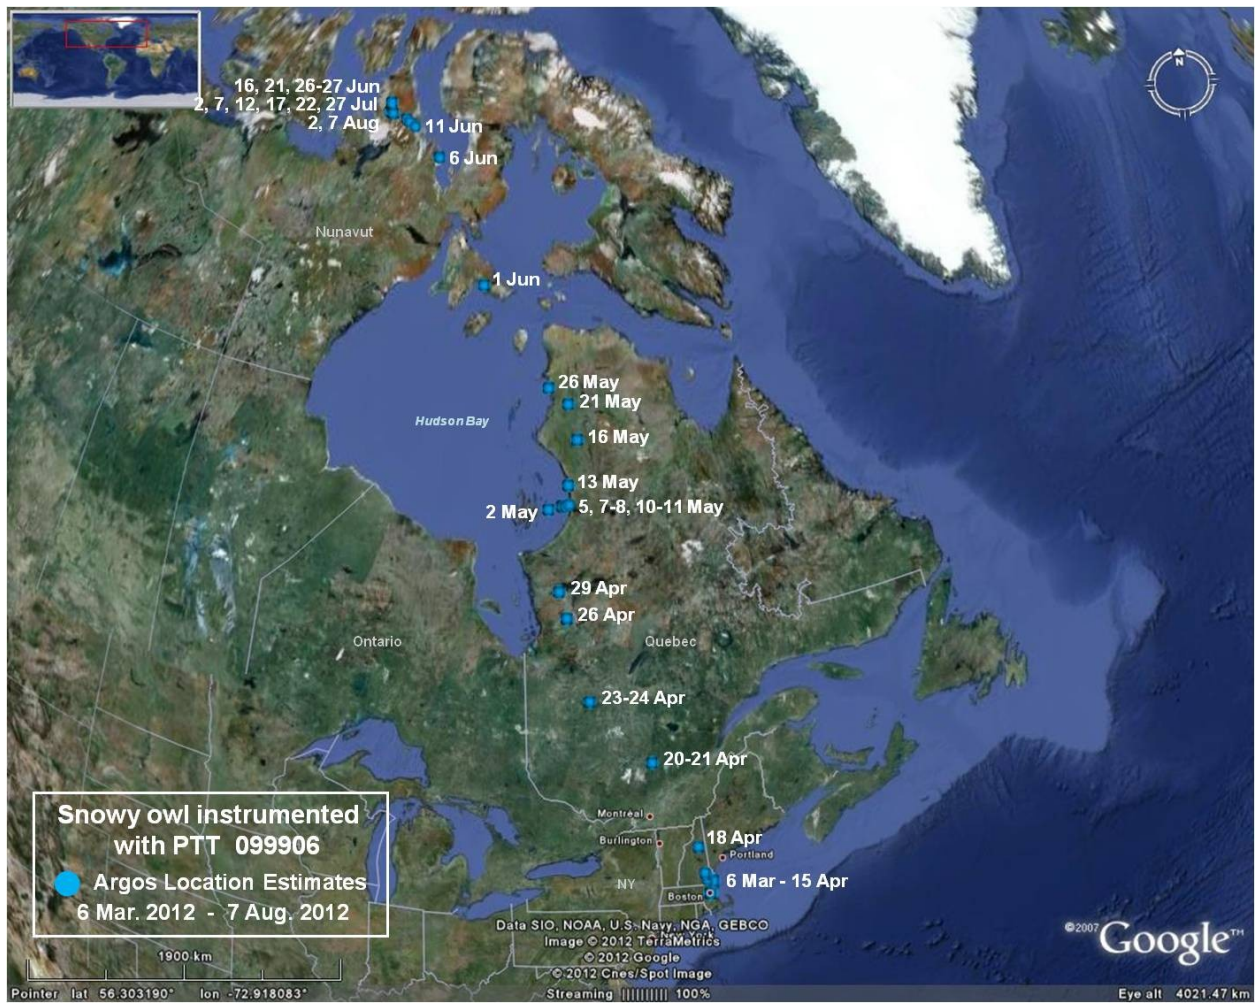 N
16, 21, 26-27 Jun
2, 7, 12, 17, 22, 27 Jul
2, 7 Aug
11 Jun
6 Jun
Nunavut
1 Jun
26 May
21 May
Hudson Bay
16 May
13 May
5, 7-8, 10-11 May
2 May
29 Apr
26 Apr
Ontario
Quebec
23-24 Apr
20-21 Apr
Montréal
Burlington
18 Apr
Portland
NY
6 Mar - 15 Apr
Boston
Snowy owl instrumented
with PTT 099906
Argos Location Estimates
6 Mar. 2012 - 7 Aug. 2012
Data SIO, NOAA, U.S. Navy, NGA, GEBCO
New York
Image © 2012 TerraMetrics
© 2012 Google
© 2012 Cnes/Spot Image
©2007 Google™
1900 km
Pointer lat 56.303190° lon -72.918083°
Streaming |||||||||| 100%
Eye alt 4021.47 km